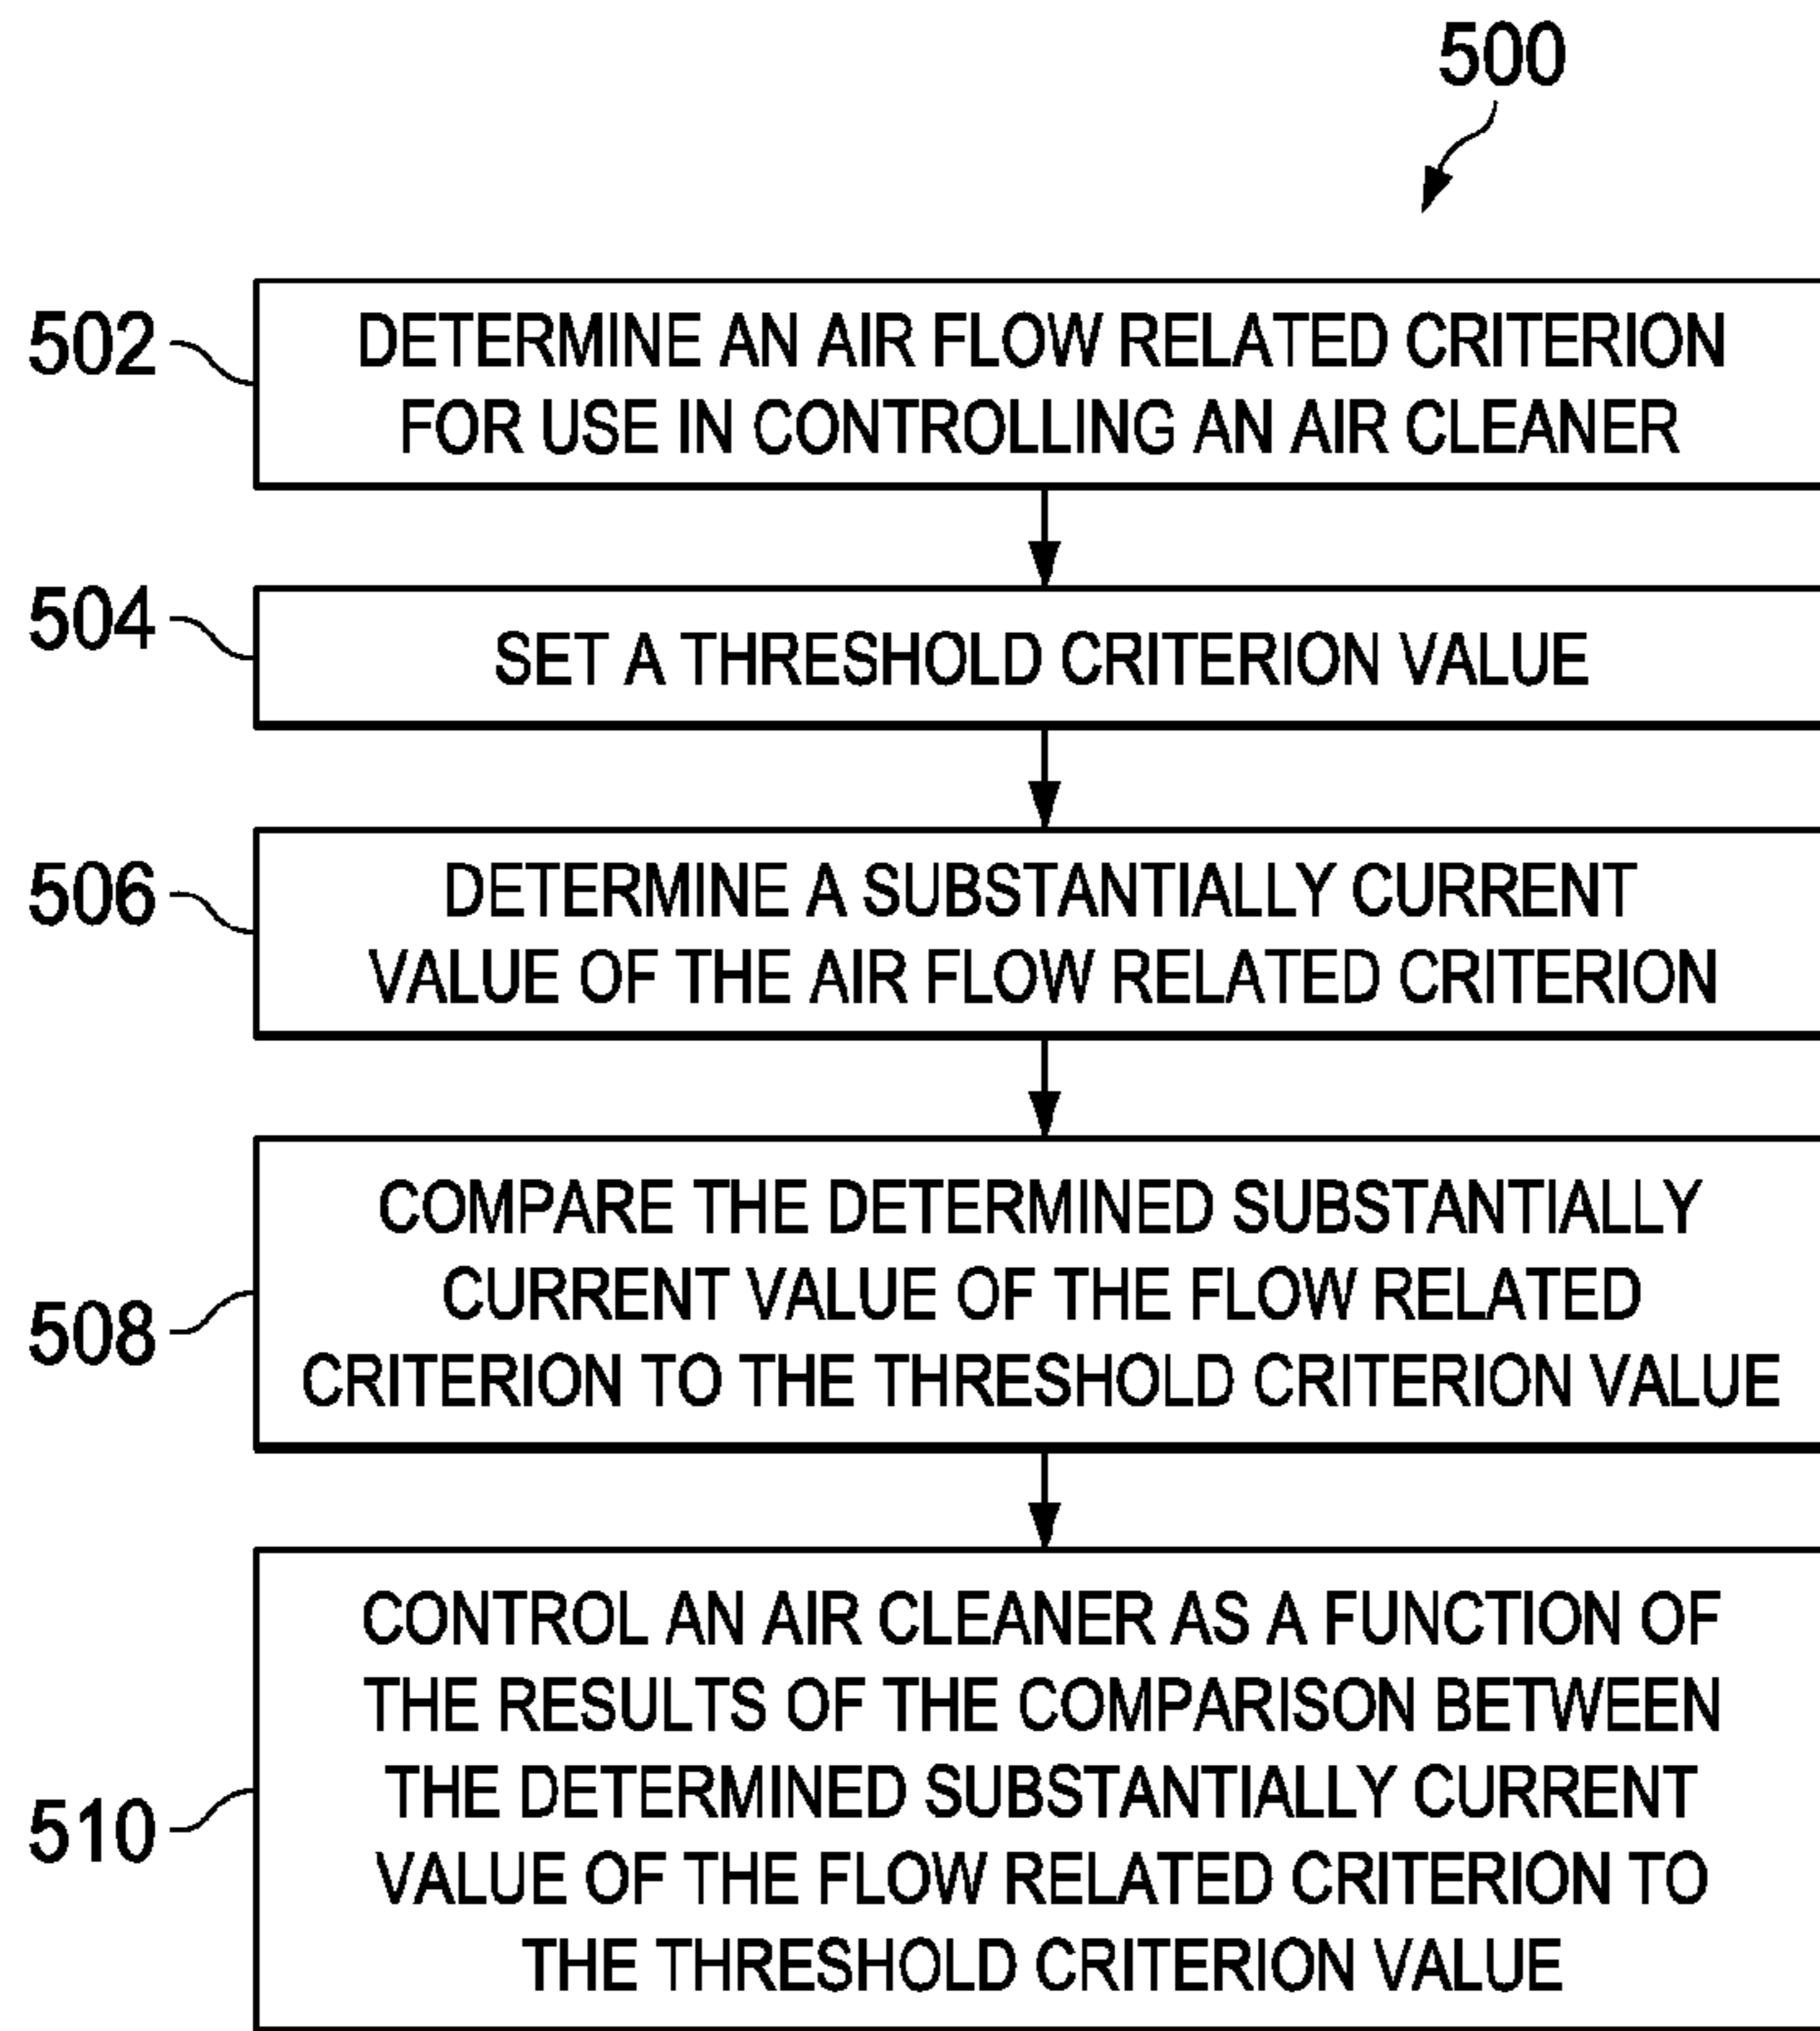 500
502
DETERMINE AN AIR FLOW RELATED CRITERION
FOR USE IN CONTROLLING AN AIR CLEANER
504
SET A THRESHOLD CRITERION VALUE
506
DETERMINE A SUBSTANTIALLY CURRENT
VALUE OF THE AIR FLOW RELATED CRITERION
508
COMPARE THE DETERMINED SUBSTANTIALLY
CURRENT VALUE OF THE FLOW RELATED
CRITERION TO THE THRESHOLD CRITERION VALUE
510
CONTROL AN AIR CLEANER AS A FUNCTION OF
THE RESULTS OF THE COMPARISON BETWEEN
THE DETERMINED SUBSTANTIALLY CURRENT
VALUE OF THE FLOW RELATED CRITERION TO
THE THRESHOLD CRITERION VALUE